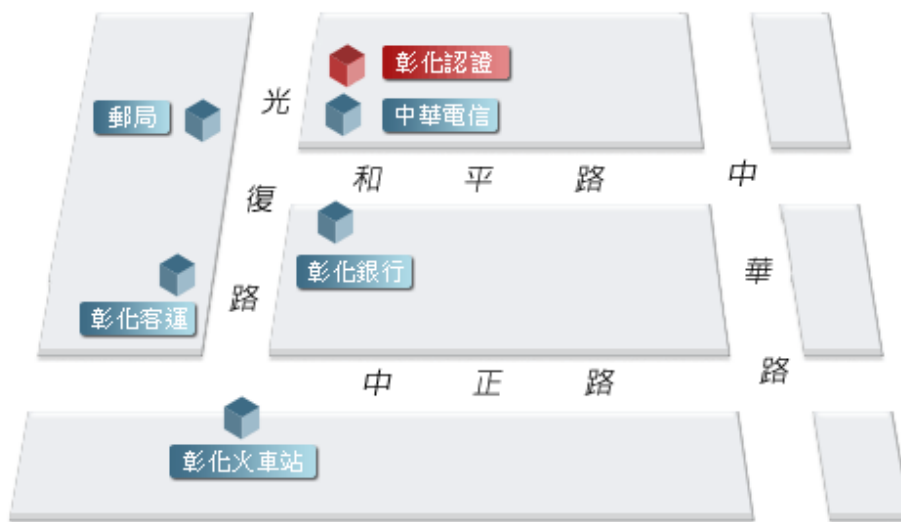 彰化認證
郵局
中華電信
光復路
和平路
中華路
彰化銀行
彰化客運
中正路
彰化火車站